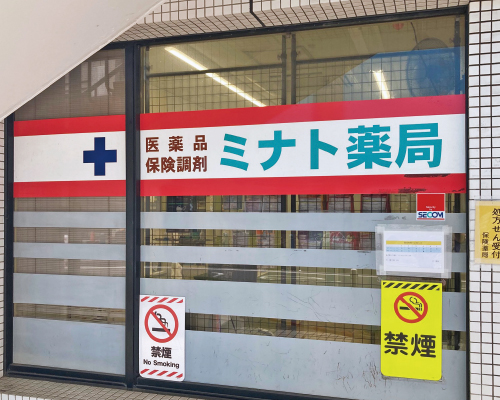 医薬品
保険調剤
ミナト薬局
SECOM
処方せん受付
保険薬局
禁煙
No Smoking
禁煙